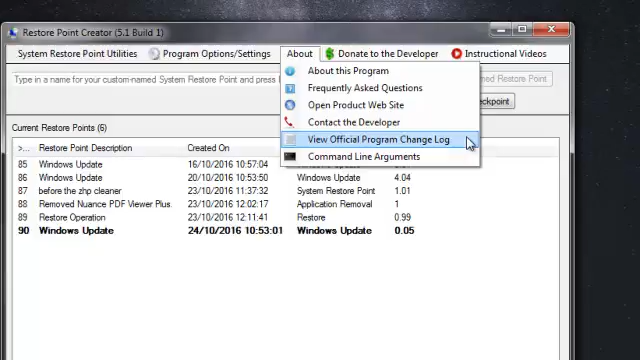 Restore Point Creator (5.1 Build 1)
System Restore Point Utilities Program Options/Settings About Donate to the Developer Instructional Videos
Type in a name for your custom-named System Restore Point and press named Restore Point
About this Program
Frequently Asked Questions
Open Product Web Site
Contact the Developer
View Official Program Change Log
Command Line Arguments
Current Restore Points (6)
>... Restore Point Description Created On
85 Windows Update 16/10/2016 10:57:04
86 Windows Update 20/10/2016 10:53:06 Windows Update 4.04
87 before the zhp cleaner 23/10/2016 11:37:32 System Restore Point 1.01
88 Removed Nuance PDF Viewer Plus. 23/10/2016 12:02:17 Application Removal 1
89 Restore Operation 23/10/2016 12:11:41 Restore 0.99
90 Windows Update 24/10/2016 10:53:01 Windows Update 0.05